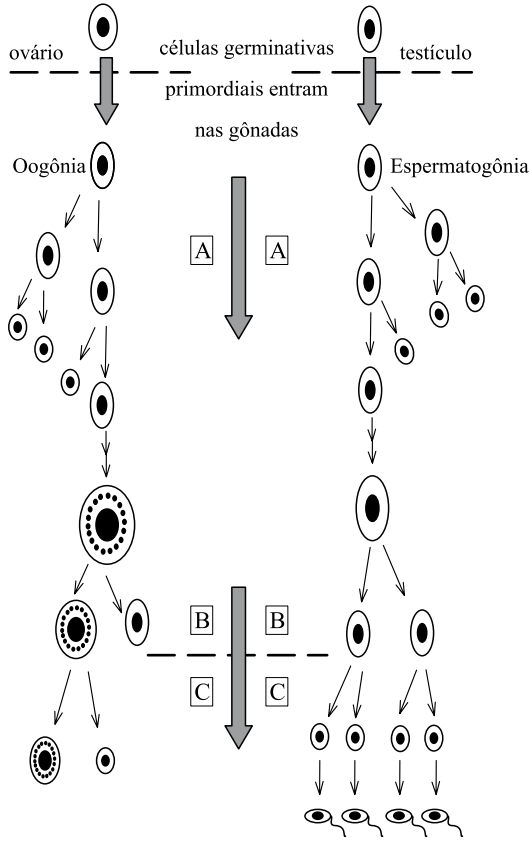 ovário
células germinativas
testículo
primordiais entram
nas gônadas
Oogônia
Espermatogônia
A A
B B
C C